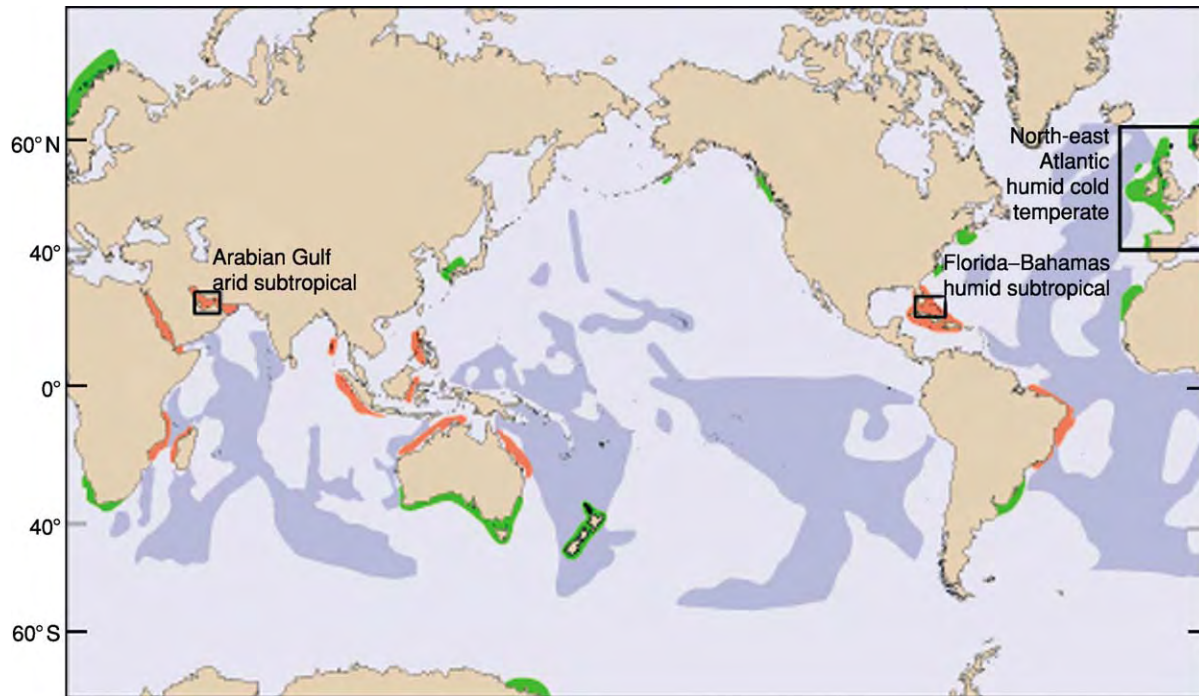 60°N
40°
0°
40°
60°S
Arabian Gulf
arid subtropical
North-east
Atlantic
humid cold
temperate
Florida–Bahamas
humid subtropical